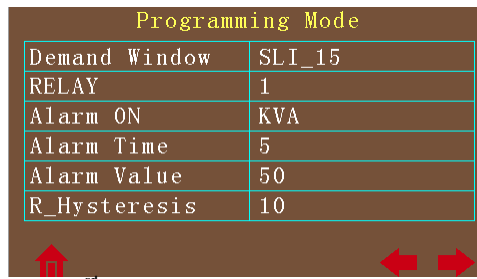 Programming Mode
Demand Window SLI_15
RELAY 1
Alarm ON KVA
Alarm Time 5
Alarm Value 50
R_Hysteresis 10